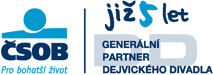 již 5 let
ČSOB
Pro bohatší život
GENERÁLNÍ
PARTNER
DEJVICKÉHO DIVADLA